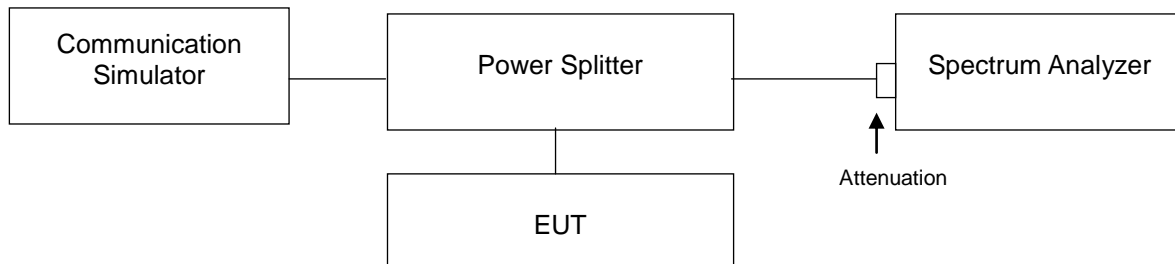 Communication
Simulator
Power Splitter
Spectrum Analyzer
Attenuation
EUT